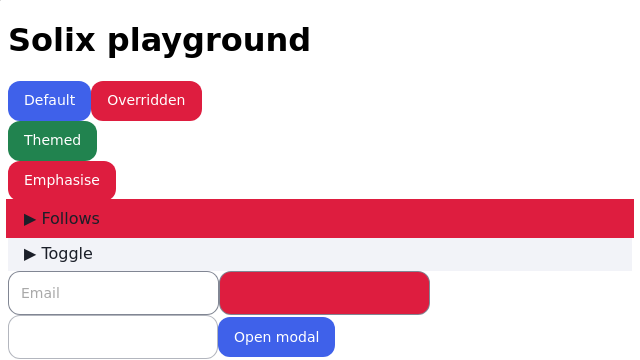 Solix playground
Default Overridden
Themed
Emphasise
▶ Follows
▶ Toggle
Email
Open modal